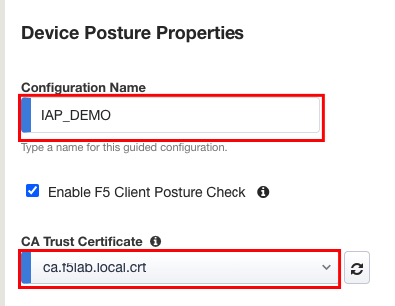 Device Posture Properties
Configuration Name
IAP_DEMO
Type a name for this guided configuration.
Enable F5 Client Posture Check
CA Trust Certificate
ca.f5lab.local.crt